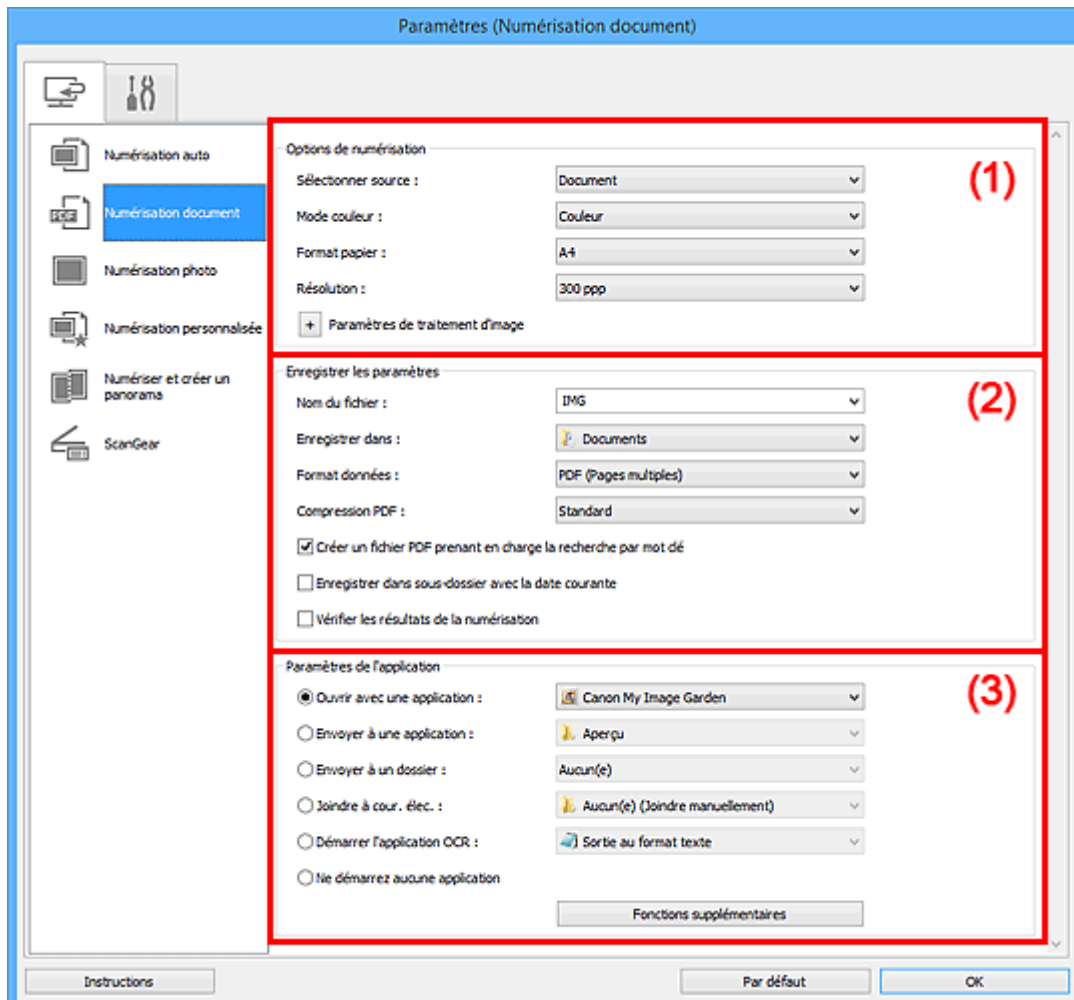 Paramètres (Numérisation document)
Numérisation auto
Numérisation document
Numérisation photo
Numérisation personnalisée
Numériser et créer un
panorama
ScanGear
Options de numérisation
(1)
Sélectionner source : Document
Mode couleur : Couleur
Format papier : A4
Résolution : 300 ppp
+ Paramètres de traitement d'image
Enregistrer les paramètres
(2)
Nom du fichier : IMG
Enregistrer dans : Documents
Format données : PDF (Pages multiples)
Compression PDF : Standard
Créer un fichier PDF prenant en charge la recherche par mot clé
Enregistrer dans sous-dossier avec la date courante
Vérifier les résultats de la numérisation
Paramètres de l'application
(3)
Ouvrir avec une application : Canon My Image Garden
Envoyer à une application : Aperçu
Envoyer à un dossier : Aucun(e)
Joindre à cour. élec. : Aucun(e) (Joindre manuellement)
Démarrer l'application OCR : Sortie au format texte
Ne démarrez aucune application
Fonctions supplémentaires
Instructions Par défaut OK
PDF